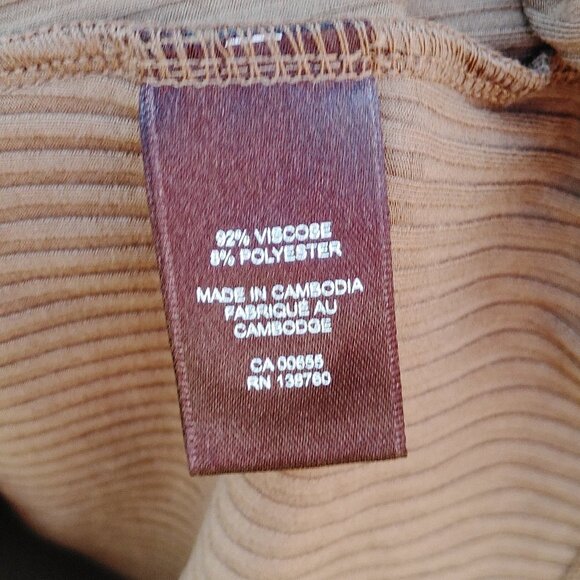 92% VISCOSE
8% POLYESTER
MADE IN CAMBODIA
FABRIQUÉ AU
CAMBODGE
CA 00655
RN 138760